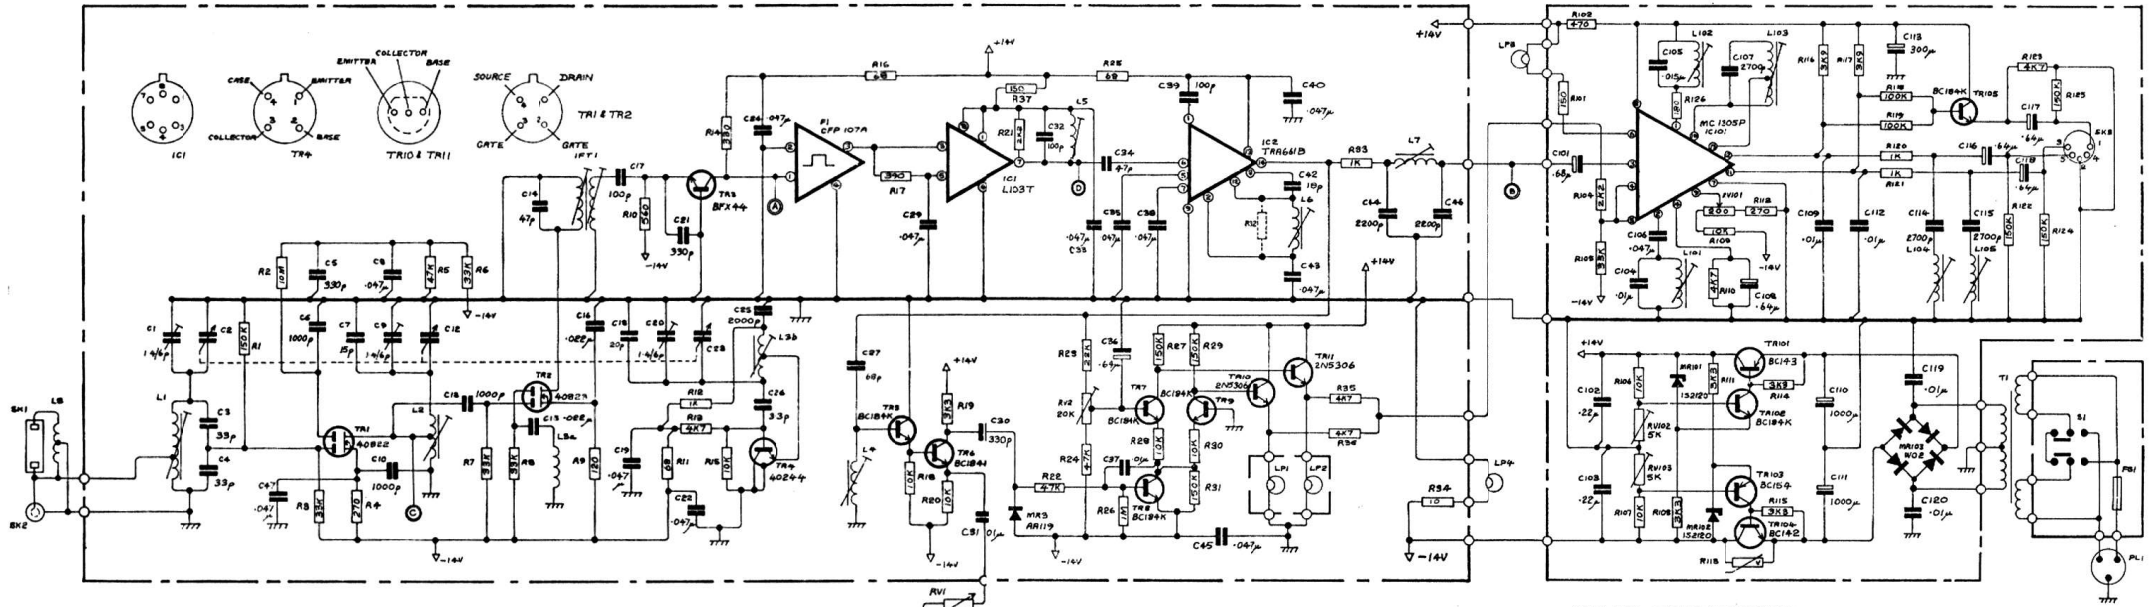 COLLECTOR
EMITTER
BASE
CASE
EMITTER
COLLECTOR
BASE
SOURCE
DRAIN
GATE
GATE
IC1
TR4
TR10 & TR11
TR1 & TR2
IFT1
C14
47p
C17
100p
R10
560
-14V
C21
330p
TR3
BFX44
R14
330
C24 .047µ
R16
68
+14V
F1
CFP 107A
R17
390
C29
.047µ
IC1
L103T
150
R37
R21
2K2
C32
100p
L5
R25
68
C34
47p
.047µ
C33
C35
.047µ
C38
.047µ
C39
100p
C40
.047µ
IC2
TAA661B
C42
18p
L6
R32
C43
.047µ
R33
1K
L7
C44
2200p
C46
2200p
+14V
A
D
B
C
R2
10M
C5
330p
C8
.047µ
R5
47K
R6
33K
-14V
C1
1·4/6p
C2
R1
150K
C6
1000p
C7
15p
C9
1·4/6p
C12
C16
.022µ
C18
20p
C20
1·4/6p
C23
C25
2000p
L3b
C26
33p
SK1
L8
SK2
L1
C3
33p
C4
33p
C47
.047µ
R3
33K
R4
270
TR1
40822
C10
1000p
L2
C13
1000p
TR2
40823
R7
33K
R8
33K
C15 .022µ
L3a
R9
120
R12
1K
R13
4K7
C19
.047µ
R11
68
R15
10K
C22
.047µ
TR4
40244
-14V
C27
68p
L4
TR5
BC184K
R18
10K
+14V
R19
3K3
TR6
BC184L
R20
10K
C30
330p
C31
.01µ
-14V
RV1
R23
22K
RV2
20K
R24
47K
R22
47K
MR3
AA119
-14V
C36
.64µ
R27
150K
R29
150K
TR7
BC184K
TR9
R28
10K
R30
10K
C37
.01µ
R26
1M
TR8
BC184K
R31
150K
C45
.047µ
TR10
2N5306
TR11
2N5306
LP1
LP2
R35
4K7
4K7
R36
R34
10
LP4
-14V
+14V
R102
470
LP3
R101
150
C101
.68µ
R104
2K2
R105
33K
-14V
C105
.015µ
L102
R126
180
C107
2700p
L103
MC 1305P
IC101
RV101
200
R112
270
10K
R109
-14V
C106
.047µ
C104
.01µ
L101
4K7
R110
C108
.64µ
R116
3K9
R117
3K9
C113
300µ
R118
100K
R119
100K
BC184K
TR105
R123
4K7
150K
R125
C117
.64µ
SK3
R120
1K
R121
1K
C116
.64µ
C118
.64µ
C109
.01µ
C112
.01µ
C114
2700p
L104
C115
2700p
L105
R122
150K
150K
R124
+14V
C102
.22µ
C103
.22µ
R106
10K
RV102
5K
RV103
5K
R107
10K
MR101
1S2120
3K3
R111
TR101
BC143
3K3
R114
TR102
BC184K
R108
3K3
MR102
1S2120
TR103
BC154
R115
3K3
TR104
BC142
R113
C110
1000µ
C111
1000µ
C119
.01µ
MR103
W02
C120
.01µ
T1
S1
FS1
PL1